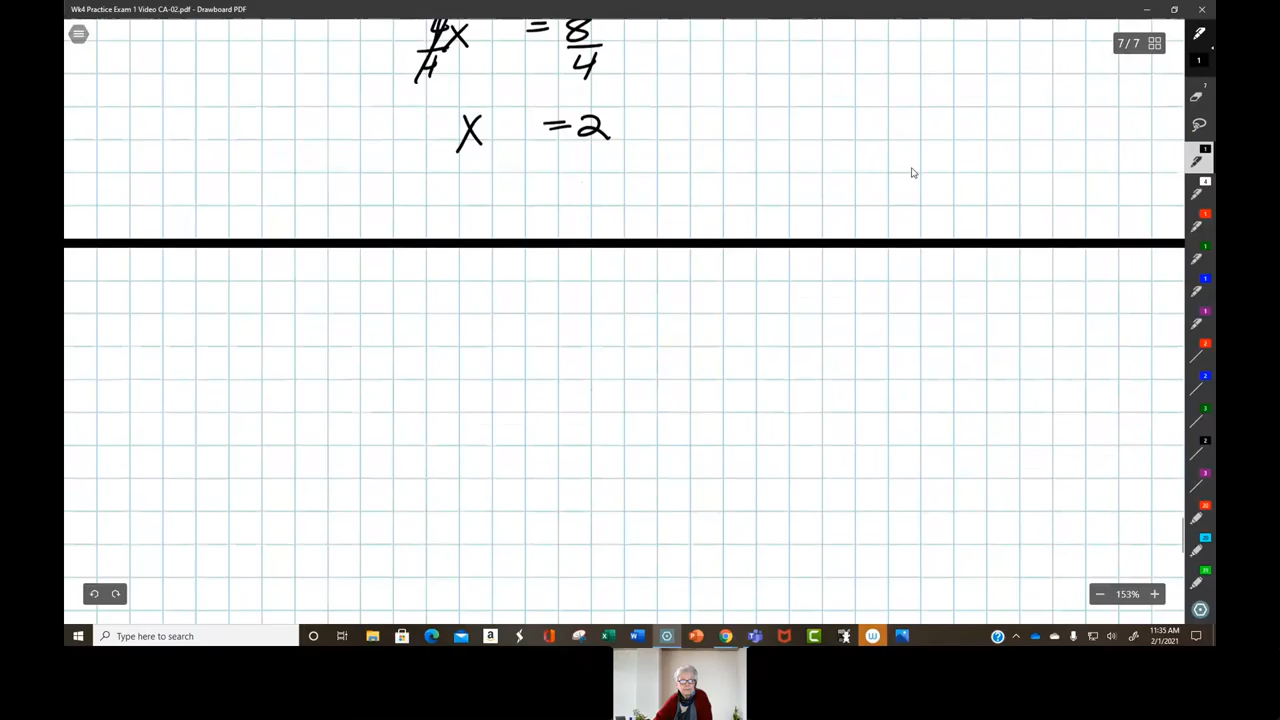 Wk4 Practice Exam 1 Video CA-02.pdf - Drawboard PDF
7 / 7
4x = 8
4 4
x = 2
153%
Type here to search
11:35 AM
2/1/2021